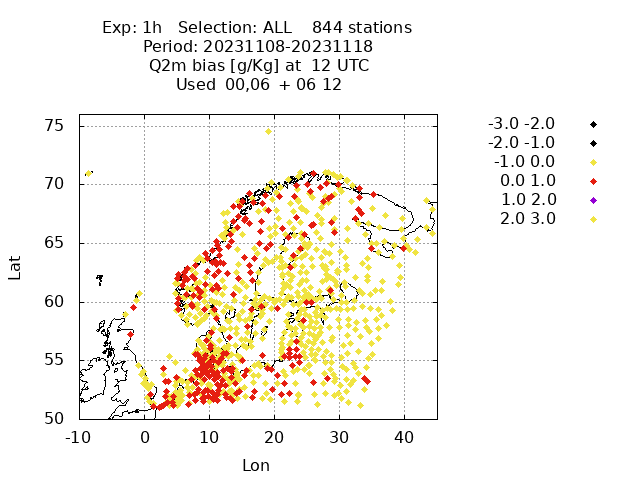 Exp: 1h   Selection: ALL    844 stations
Period: 20231108-20231118
Q2m bias [g/Kg] at  12 UTC
Used  00,06  + 06 12
-3.0 -2.0
-2.0 -1.0
-1.0 0.0
0.0 1.0
1.0 2.0
2.0 3.0
75
70
65
60
55
50
Lat
-10 0 10 20 30 40
Lon